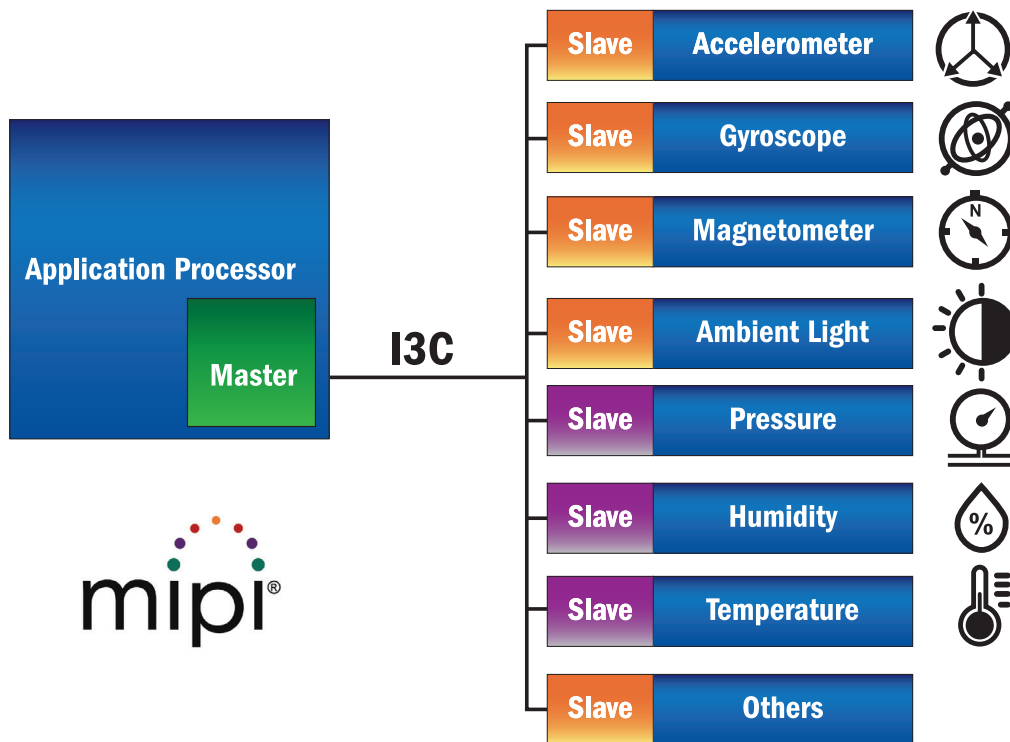 Slave Accelerometer
Slave Gyroscope
Slave Magnetometer
N
Application Processor
Master
I3C
Slave Ambient Light
Slave Pressure
Slave Humidity
%
Slave Temperature
Slave Others
mipi®